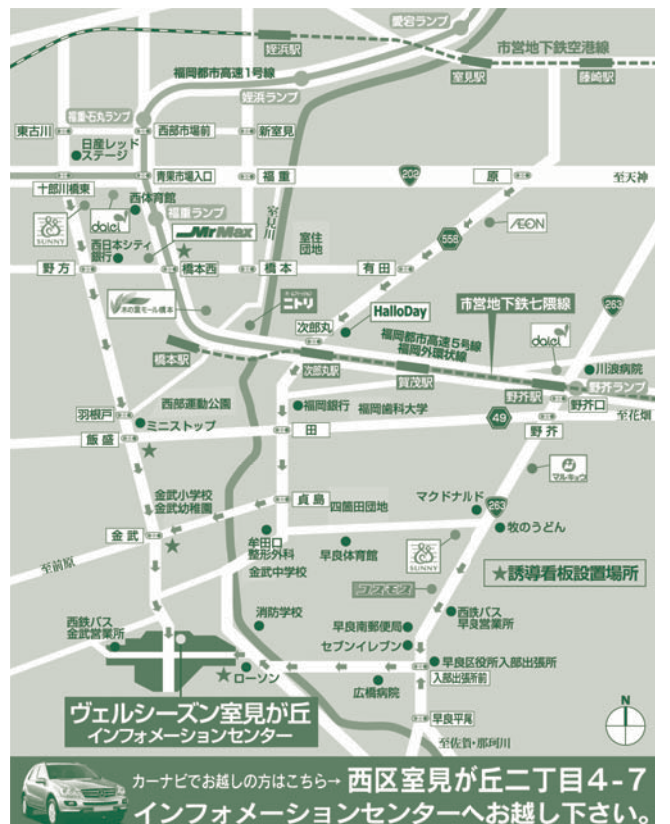 愛宕ランプ
姪浜駅
市営地下鉄空港線
福岡都市高速1号線
室見駅
藤崎駅
姪浜ランプ
福重・石丸ランプ
東古川
西部市場前
新室見
日産レッド
ステージ
青果市場入口
福重
202
原
至天神
十郎川橋東
西体育館
SUNNY
daiei
福重ランプ
MrMax
室見川
室住
団地
558
ÆON
西日本シティ
銀行
野方
橋本西
橋本
有田
市営地下鉄七隈線
263
木の葉モール橋本
ホームファッション
ニトリ
次郎丸
HalloDay
福岡都市高速5号線
福岡外環状線
daiei
川浪病院
橋本駅
次郎丸駅
賀茂駅
野芥駅
野芥ランプ
野芥口
至花畑
西部運動公園
福岡銀行
福岡歯科大学
49
羽根戸
ミニストップ
飯盛
田
野芥
マルキョウ
金武小学校
金武幼稚園
貞島
四箇田団地
マクドナルド
263
金武
牟田口
整形外科
早良体育館
牧のうどん
SUNNY
至前原
金武中学校
コスモス
★誘導看板設置場所
西鉄バス
金武営業所
消防学校
早良南郵便局
西鉄バス
早良営業所
セブンイレブン
ローソン
広橋病院
早良区役所入部出張所
入部出張所前
ヴェルシーズン室見が丘
インフォメーションセンター
早良平尾
N
至佐賀・那珂川
カーナビでお越しの方はこちら→ 西区室見が丘二丁目4-7
インフォメーションセンターへお越し下さい。